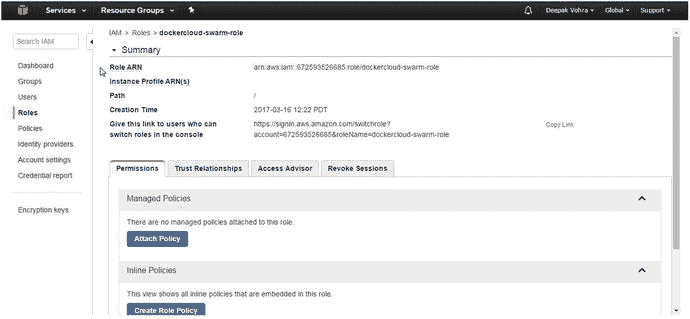 Services
Resource Groups
Deepak Vohra
Global
Support
Search IAM
Dashboard
Groups
Users
Roles
Policies
Identity providers
Account settings
Credential report
Encryption keys
IAM > Roles > dockercloud-swarm-role
Summary
Role ARN arn:aws:iam::672593526685:role/dockercloud-swarm-role
Instance Profile ARN(s)
Path /
Creation Time 2017-03-16 12:22 PDT
Give this link to users who can https://signin.aws.amazon.com/switchrole?
switch roles in the console account=672593526685&roleName=dockercloud-swarm-role
Copy Link
Permissions
Trust Relationships
Access Advisor
Revoke Sessions
Managed Policies
There are no managed policies attached to this role.
Attach Policy
Inline Policies
This view shows all inline policies that are embedded in this role.
Create Role Policy